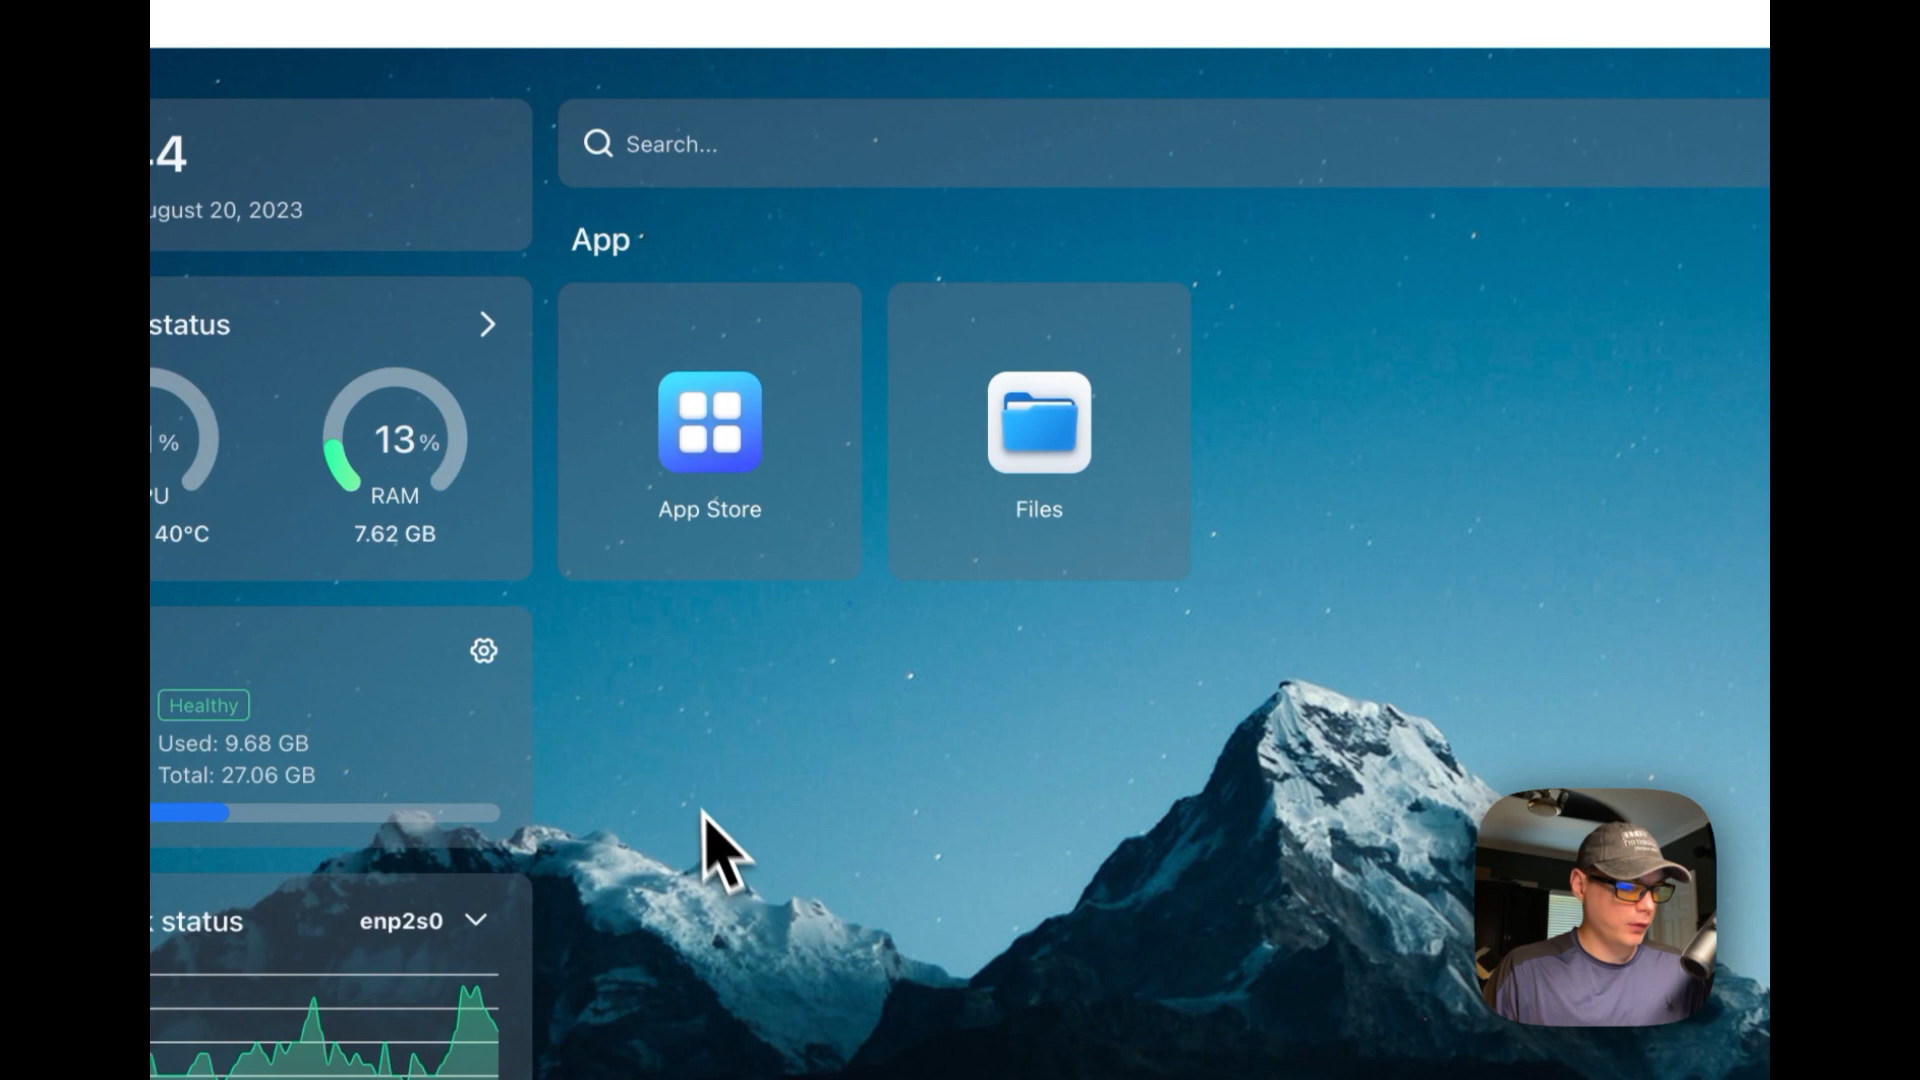 4
ugust 20, 2023
Search...
App
status
%
13%
U
RAM
40°C
7.62 GB
App Store
Files
Healthy
Used: 9.68 GB
Total: 27.06 GB
status
enp2s0